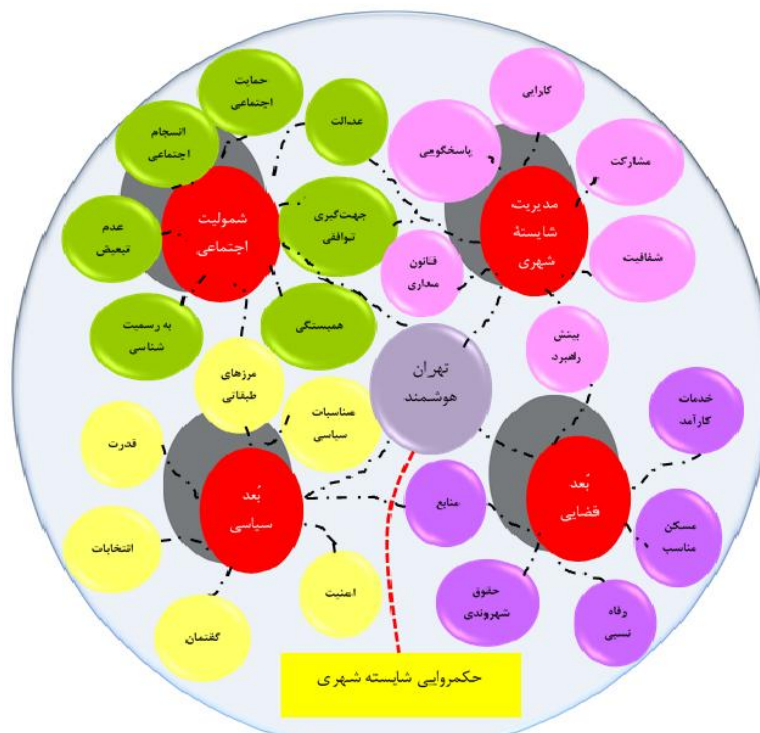 کارایی
حمایت
اجتماعی
عدالت
انسجام
اجتماعی
پاسخگویی
مشارکت
مدیریت
شایستۀ
شهری
شمولیت
اجتماعی
جهت‌گیری
توافقی
عدم
تبعیض
شفافیت
قانون
مداری
همبستگی
به رسمیت
شناسی
بینش
راهبرد
مرزهای
طبقاتی
تهران
هوشمند
خدمات
کارآمد
مناسبات
سیاسی
قدرت
بُعد
فضایی
منابع
بُعد
سیاسی
مسکن
مناسب
انتخابات
امنیت
حقوق
شهروندی
رفاه
نسبی
گفتمان
حکمروایی شایسته شهری